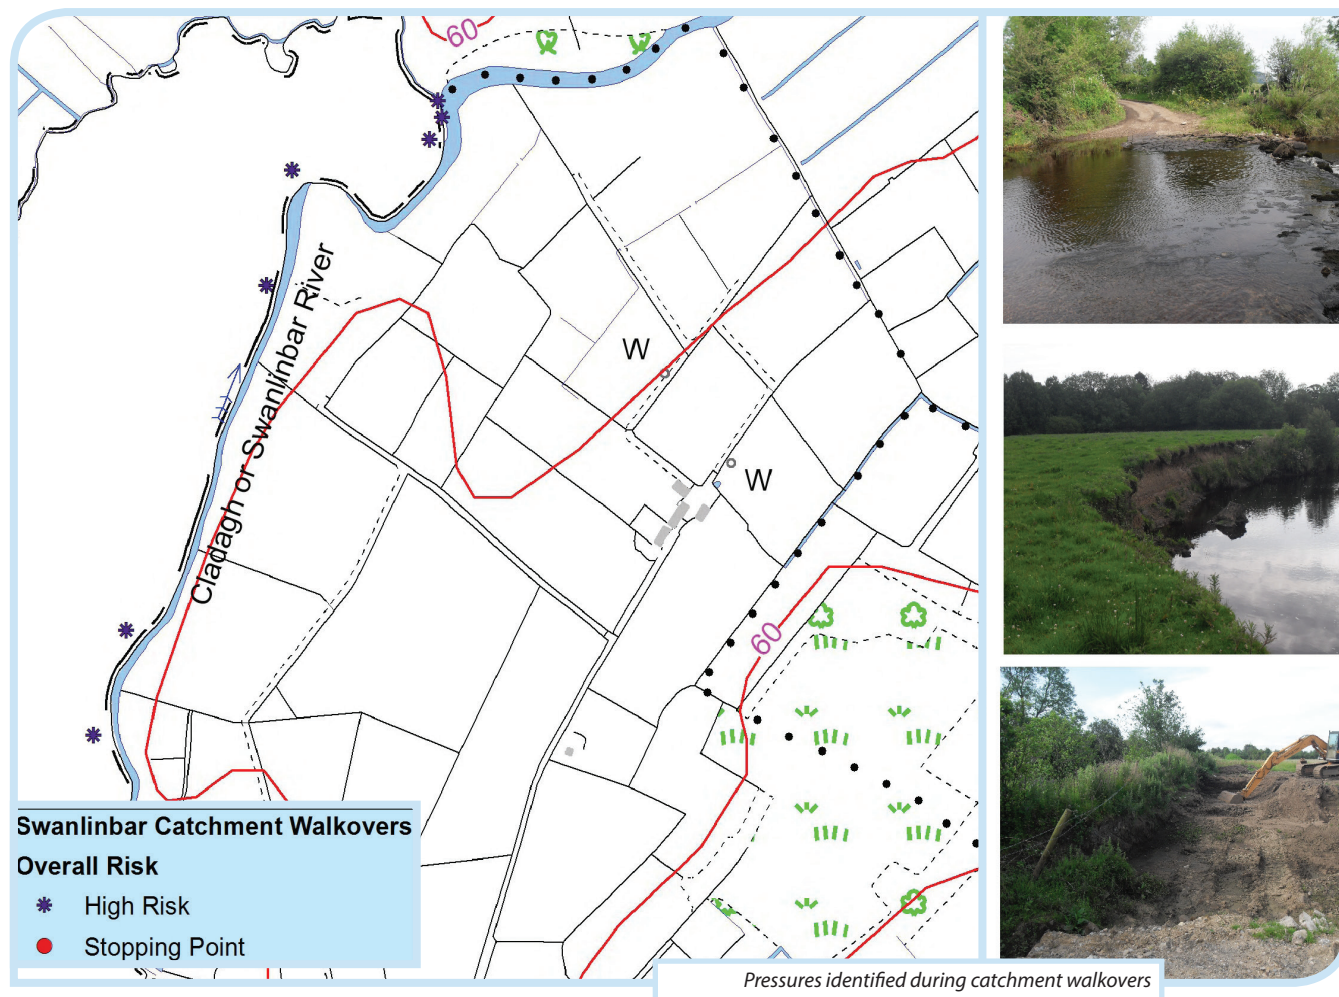 60
Cladagh or Swanlinbar River
W
W
60
Swanlinbar Catchment Walkovers
Overall Risk
High Risk
Stopping Point
Pressures identified during catchment walkovers